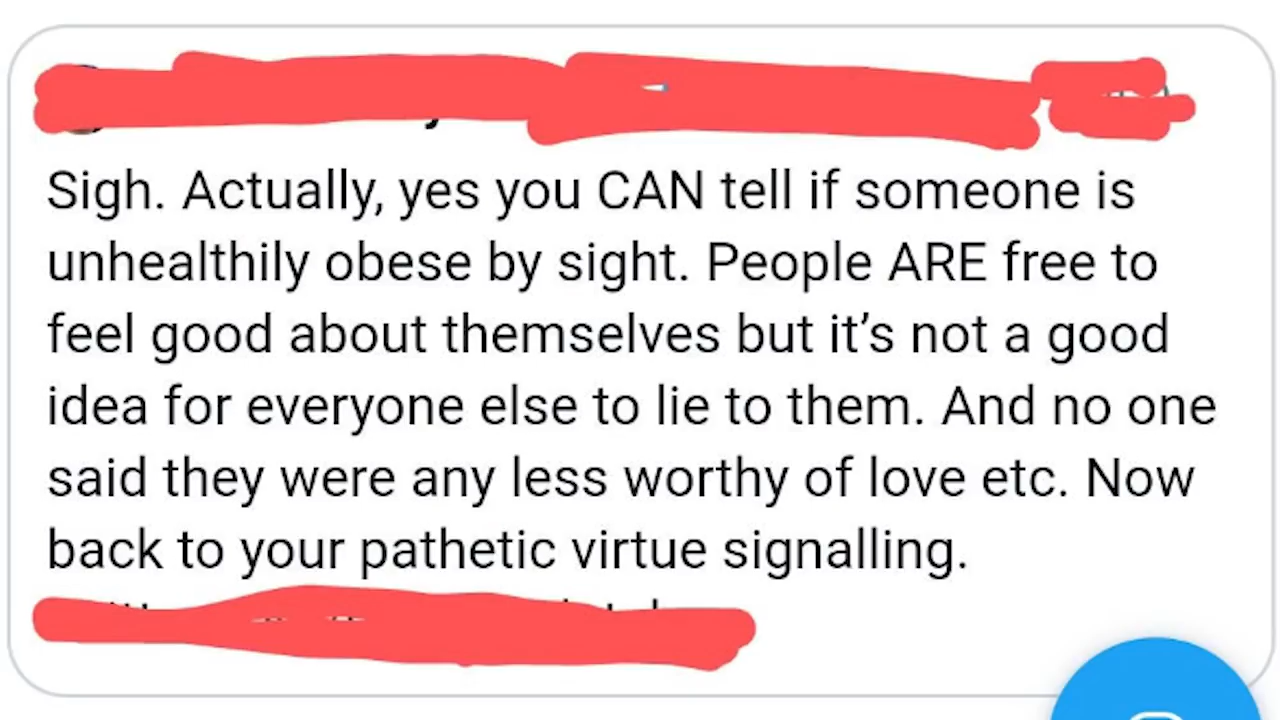 Sigh. Actually, yes you CAN tell if someone is
unhealthily obese by sight. People ARE free to
feel good about themselves but it’s not a good
idea for everyone else to lie to them. And no one
said they were any less worthy of love etc. Now
back to your pathetic virtue signalling.